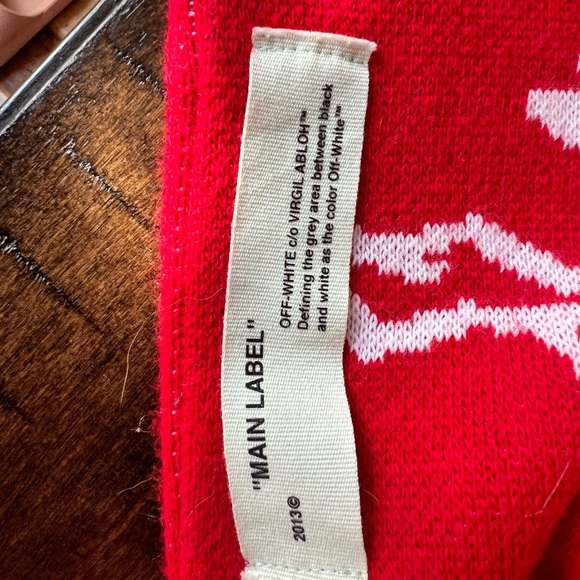 "MAIN LABEL"
OFF-WHITE c/o VIRGIL ABLOH™
Defining the grey area between black
and white as the color Off-White™
2013©